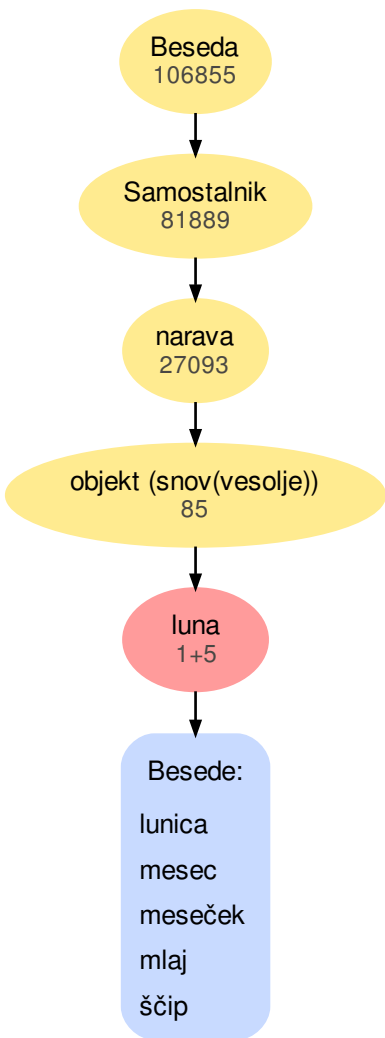 Beseda
106855
Samostalnik
81889
narava
27093
objekt (snov(vesolje))
85
luna
1+5
Besede:
lunica
mesec
meseček
mlaj
ščip